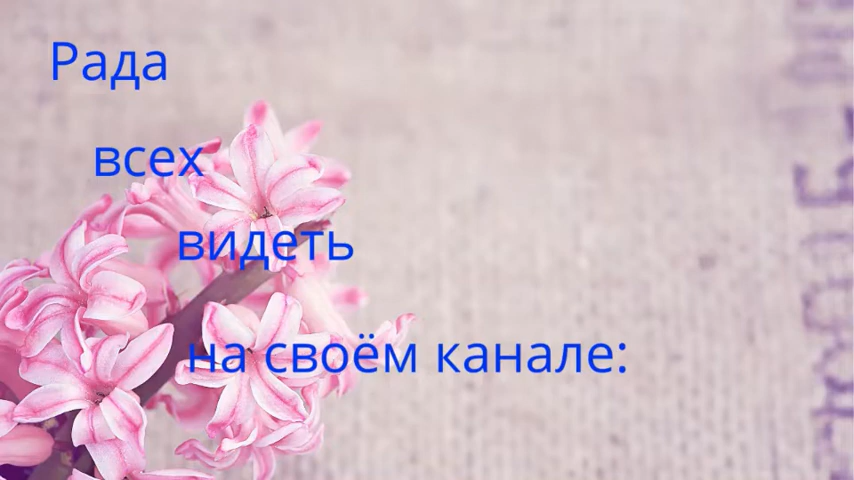 Рада
всех
видеть
на своём канале: